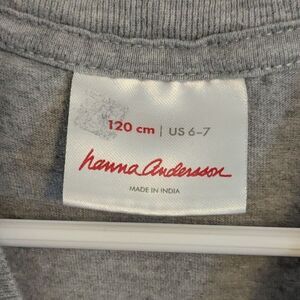 120 cm | US 6–7
hanna andersson
MADE IN INDIA